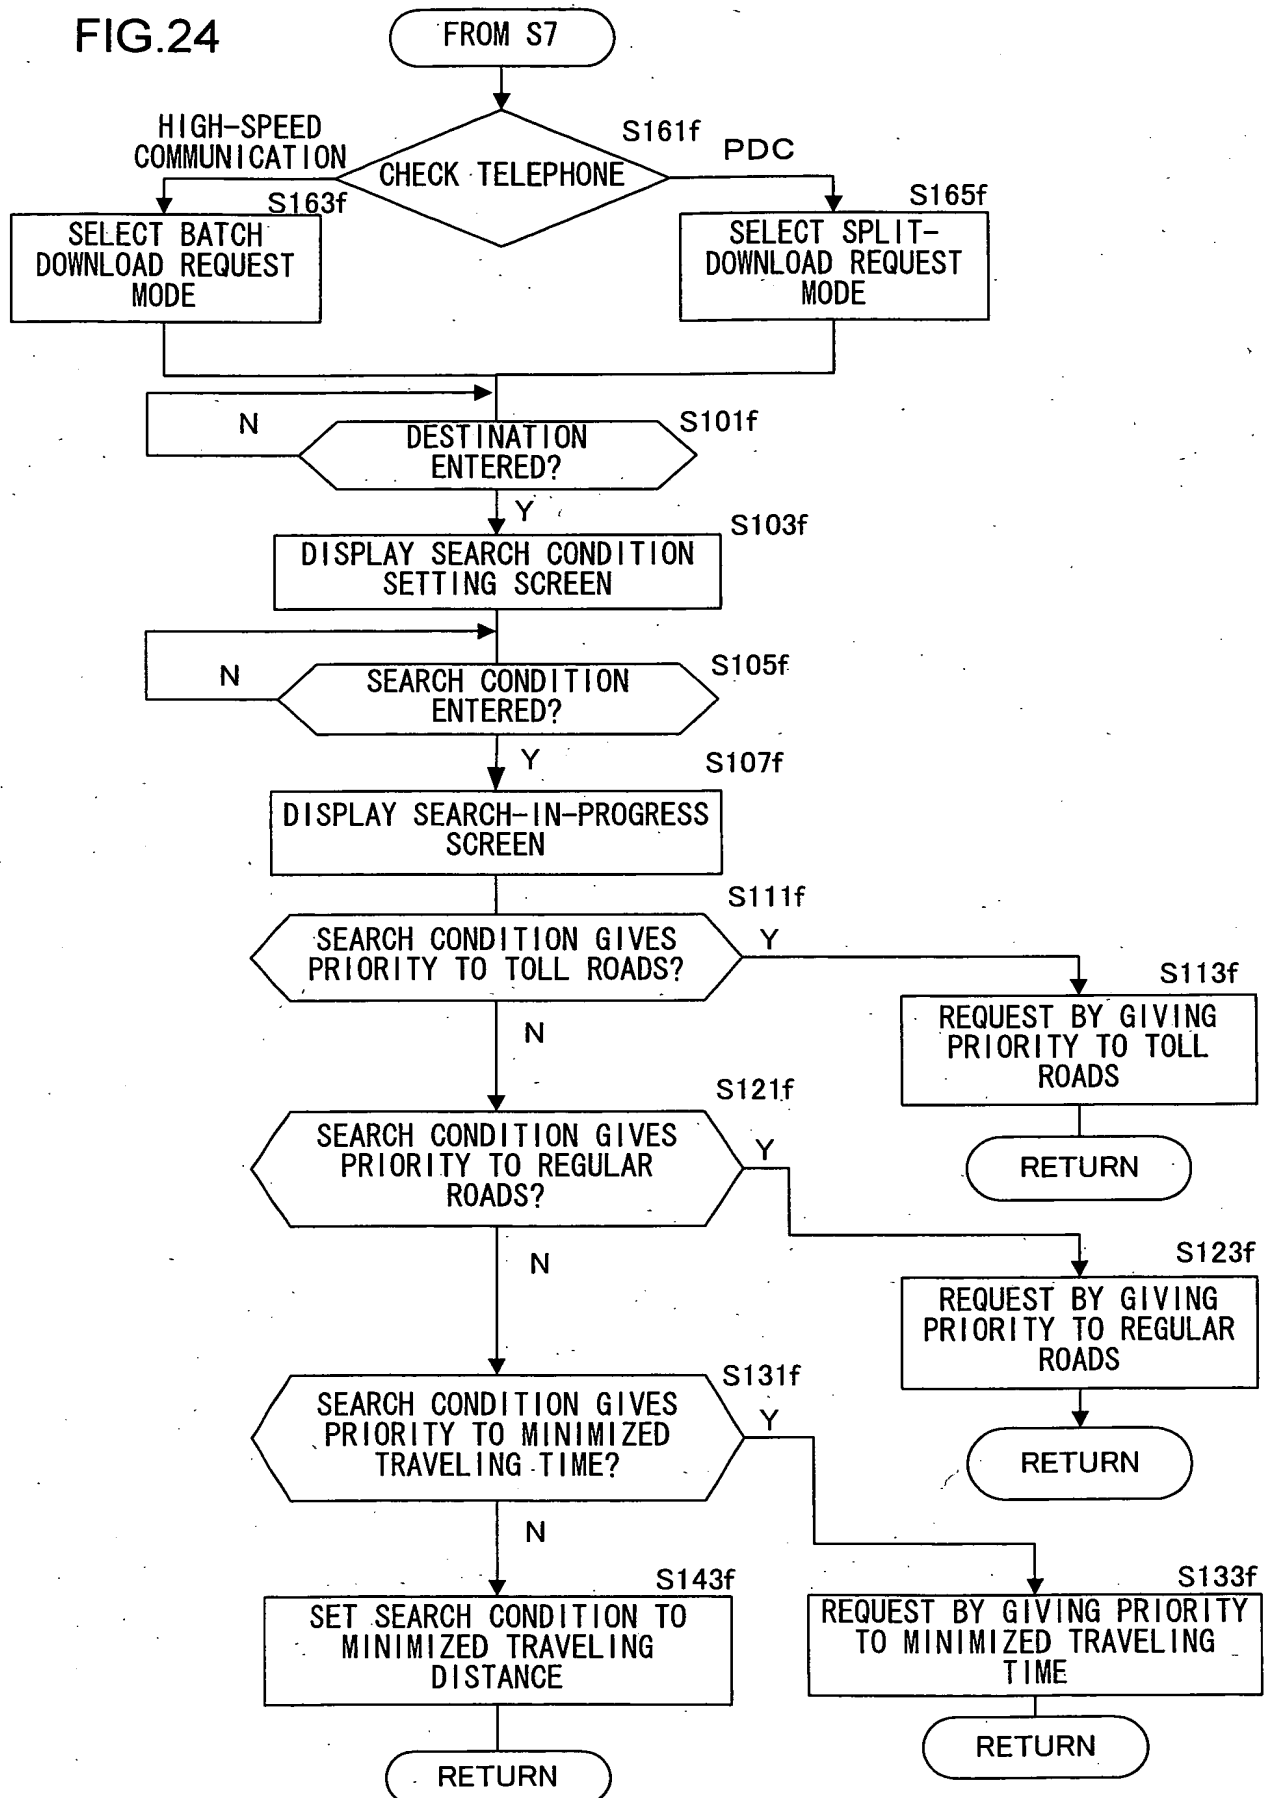 FIG.24
FROM S7
S161f
HIGH-SPEED
COMMUNICATION
CHECK TELEPHONE
PDC
S163f
SELECT BATCH
DOWNLOAD REQUEST
MODE
S165f
SELECT SPLIT-
DOWNLOAD REQUEST
MODE
N
S101f
DESTINATION
ENTERED?
Y
S103f
DISPLAY SEARCH CONDITION
SETTING SCREEN
N
S105f
SEARCH CONDITION
ENTERED?
Y
S107f
DISPLAY SEARCH-IN-PROGRESS
SCREEN
S111f
SEARCH CONDITION GIVES
PRIORITY TO TOLL ROADS?
Y
S113f
REQUEST BY GIVING
PRIORITY TO TOLL
ROADS
N
RETURN
S121f
SEARCH CONDITION GIVES
PRIORITY TO REGULAR
ROADS?
Y
S123f
REQUEST BY GIVING
PRIORITY TO REGULAR
ROADS
N
RETURN
S131f
SEARCH CONDITION GIVES
PRIORITY TO MINIMIZED
TRAVELING TIME?
Y
N
S143f
SET SEARCH CONDITION TO
MINIMIZED TRAVELING
DISTANCE
S133f
REQUEST BY GIVING PRIORITY
TO MINIMIZED TRAVELING
TIME
RETURN
RETURN